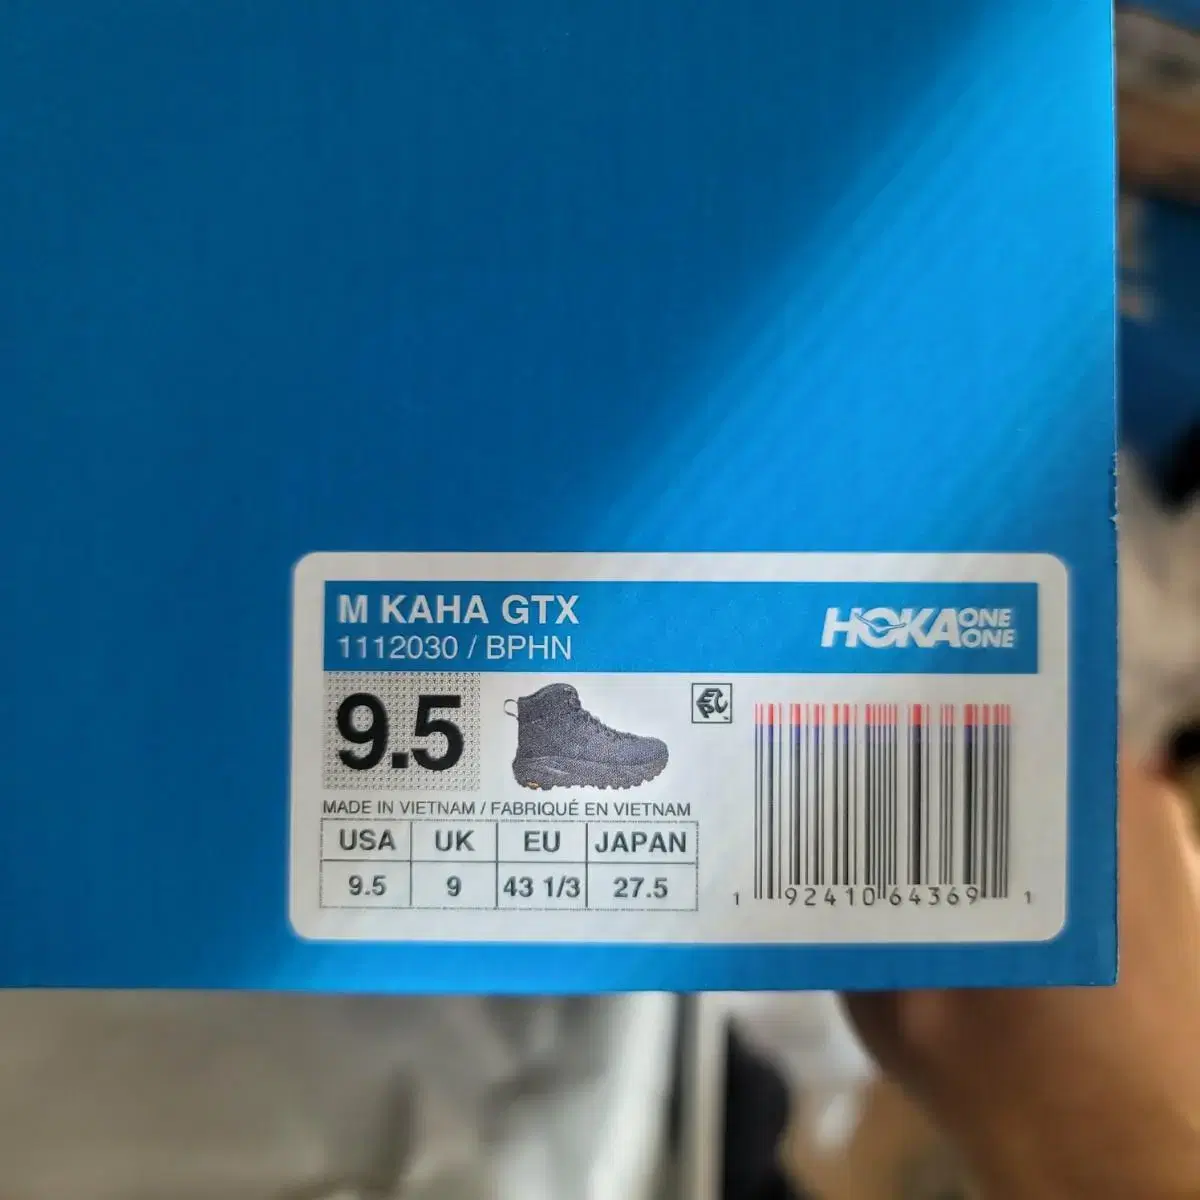 M KAHA GTX
1112030 / BPHN
HOKA ONE ONE
9.5
EPC
MADE IN VIETNAM / FABRIQUÉ EN VIETNAM
USA UK EU JAPAN
9.5 9 43 1/3 27.5
1 92410 64369 1